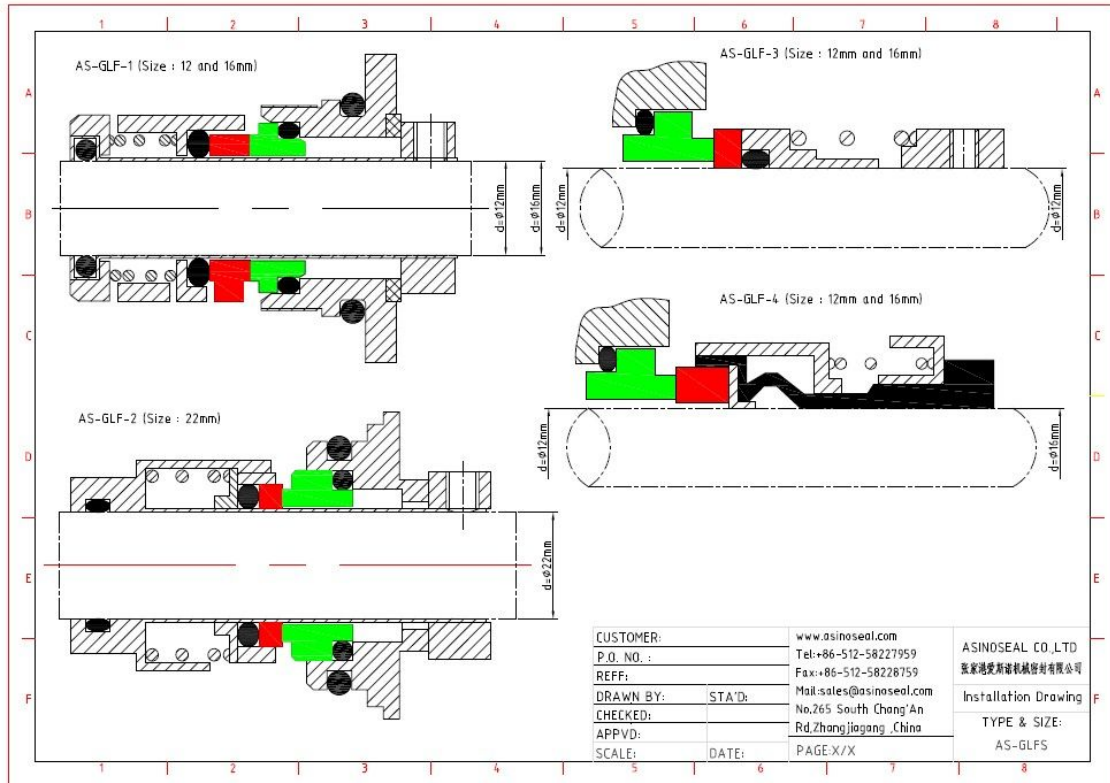 1 2 3 4 5 6 7 8
A A
B B
C C
D D
E E
F F
AS-GLF-1 (Size : 12 and 16mm)
d=ϕ12mm
d=ϕ16mm
AS-GLF-3 (Size : 12mm and 16mm)
d=ϕ12mm
d=ϕ12mm
AS-GLF-4 (Size : 12mm and 16mm)
d=ϕ12mm
d=ϕ16mm
AS-GLF-2 (Size : 22mm)
d=ϕ22mm
CUSTOMER:
P.O. NO. :
REFF:
DRAWN BY: STA'D:
CHECKED:
APPVD:
SCALE: DATE:
www.asinoseal.com
Tel:+86-512-58227959
Fax:+86-512-58228759
Mail:sales@asinoseal.com
No,265 South Chang'An
Rd,Zhangjiagang ,China
PAGE:X/X
ASINOSEAL CO.,LTD
张家港爱斯诺机械密封有限公司
Installation Drawing
TYPE & SIZE:
AS-GLFS
1 2 3 4 5 6 7 8